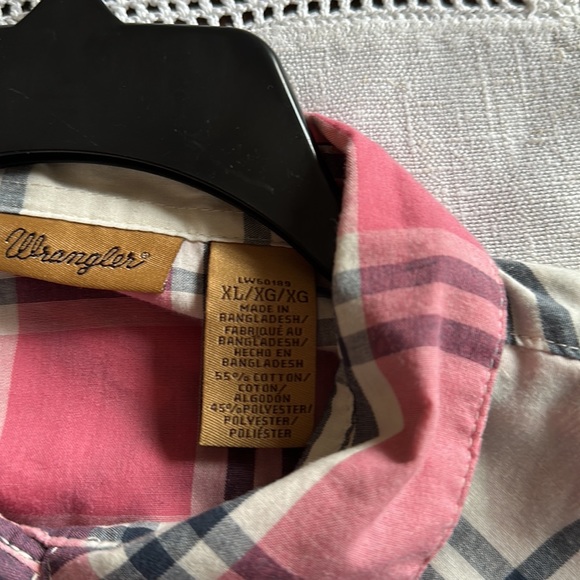 Wrangler®
LW60189
XL/XG/XG
MADE IN
BANGLADESH/
FABRIQUÉ AU
BANGLADESH/
HECHO EN
BANGLADESH
55% COTTON/
COTON/
ALGODON
45%POLYESTER/
POLYESTER/
POLIÉSTER